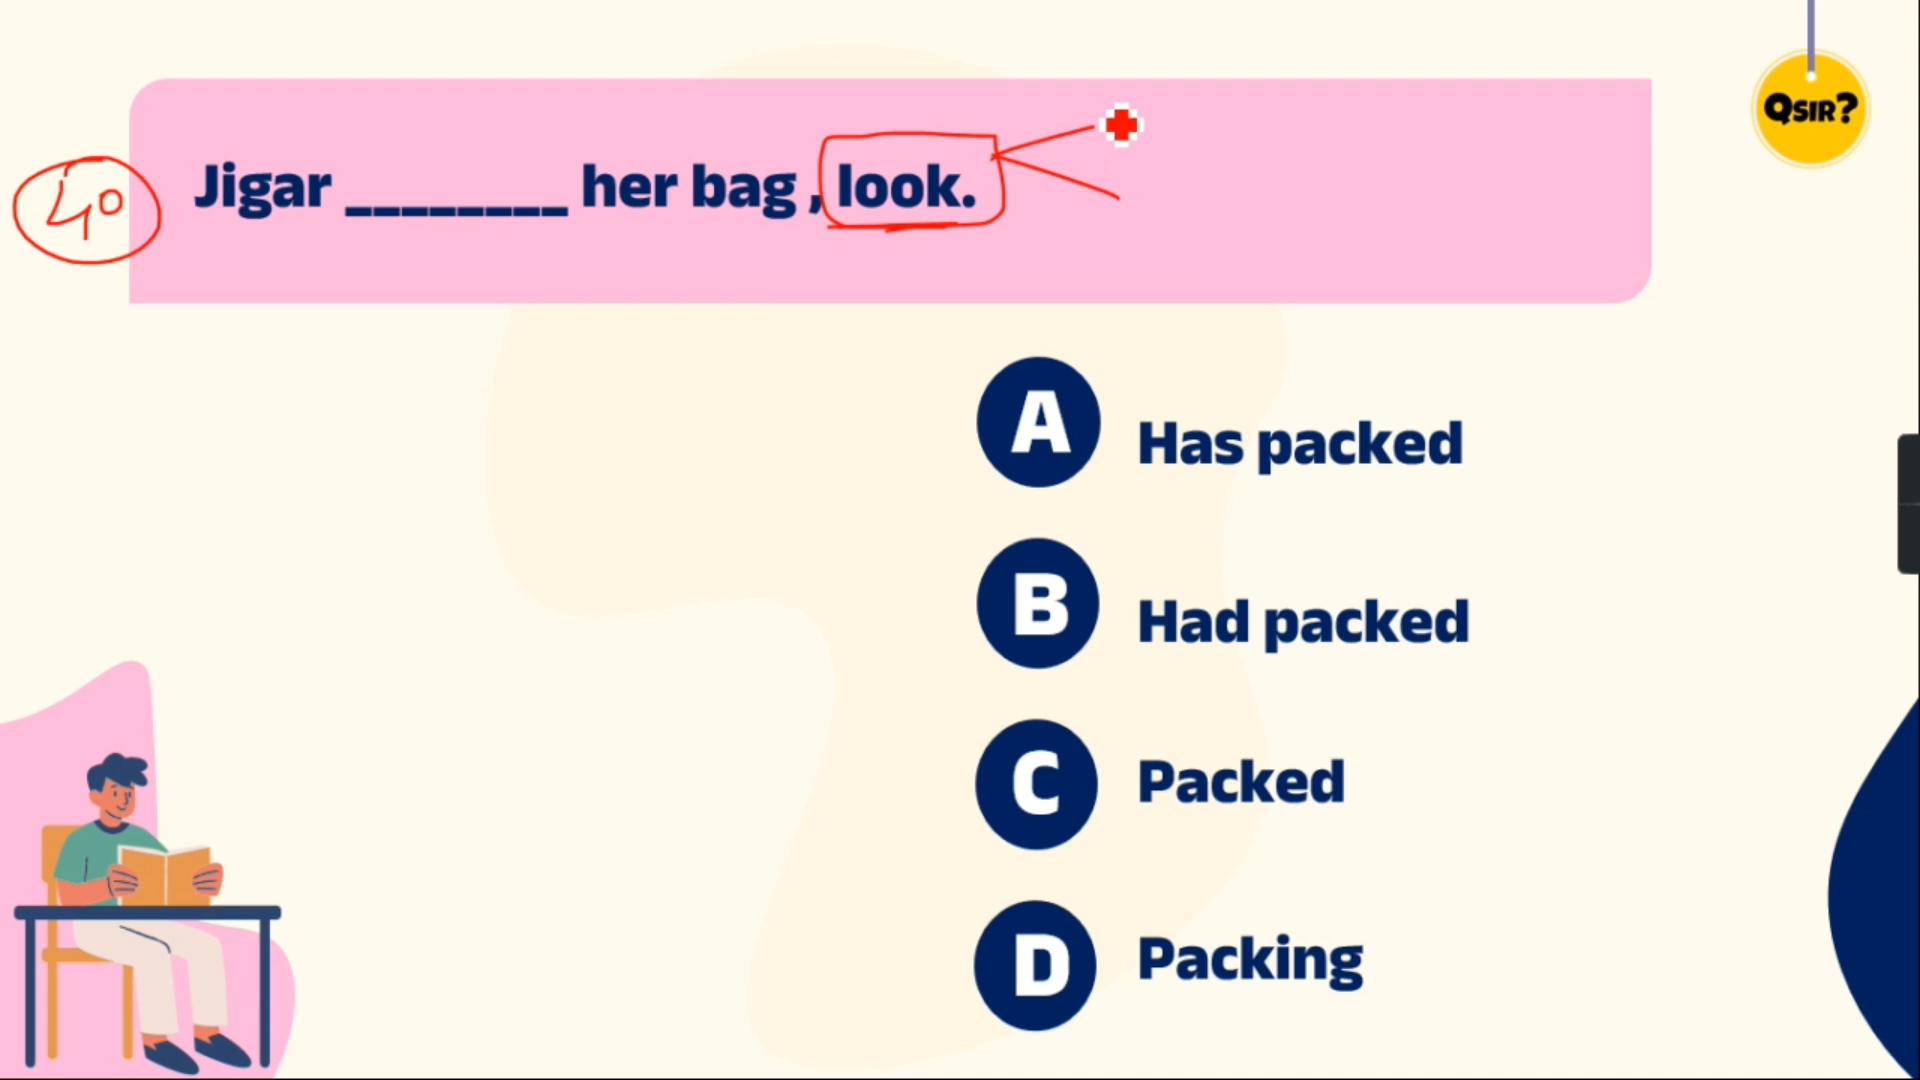 QSIR?
40
Jigar ________ her bag , look.
A Has packed
B Had packed
C Packed
D Packing